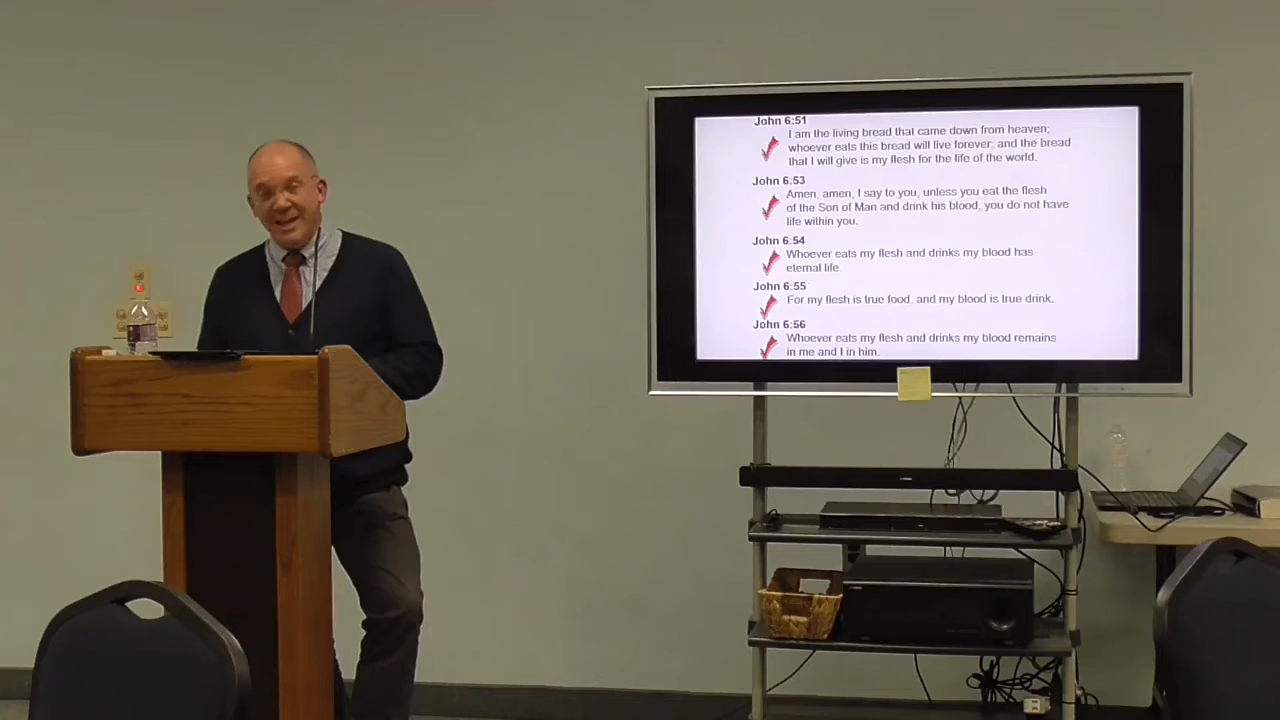 John 6:51
I am the living bread that came down from heaven;
whoever eats this bread will live forever; and the bread
that I will give is my flesh for the life of the world.
John 6:53
Amen, amen, I say to you, unless you eat the flesh
of the Son of Man and drink his blood, you do not have
life within you.
John 6:54
Whoever eats my flesh and drinks my blood has
eternal life.
John 6:55
For my flesh is true food, and my blood is true drink.
John 6:56
Whoever eats my flesh and drinks my blood remains
in me and I in him.